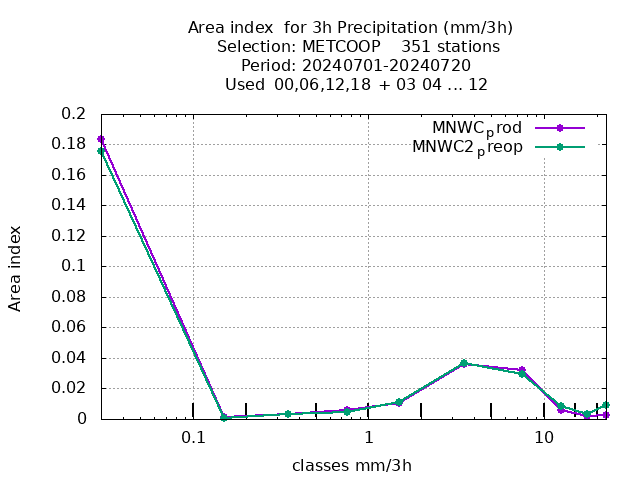 Area index  for 3h Precipitation (mm/3h)
Selection: METCOOP    351 stations
Period: 20240701-20240720
Used  00,06,12,18  + 03 04 ... 12
MNWCprod
MNWC2preop
0.2
0.18
0.16
0.14
0.12
0.1
0.08
0.06
0.04
0.02
0
Area index
0.1 1 10
classes mm/3h